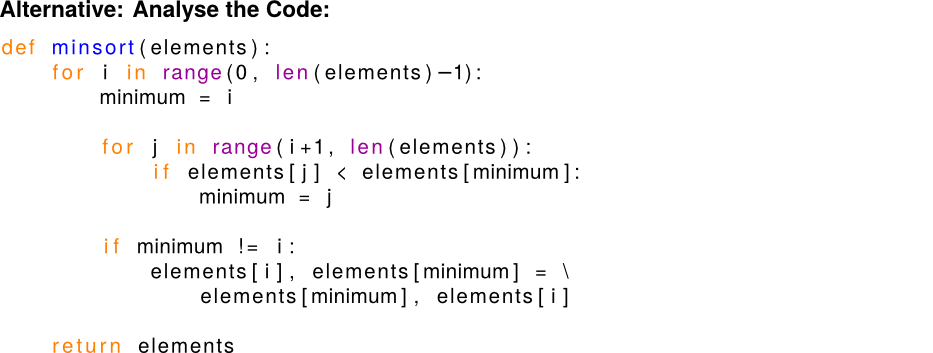 Alternative: Analyse the Code:
def minsort(elements):
    for i in range(0, len(elements)−1):
        minimum = i
        for j in range(i+1, len(elements)):
            if elements[j] < elements[minimum]:
                minimum = j
        if minimum != i:
            elements[i], elements[minimum] = \
                elements[minimum], elements[i]
    return elements